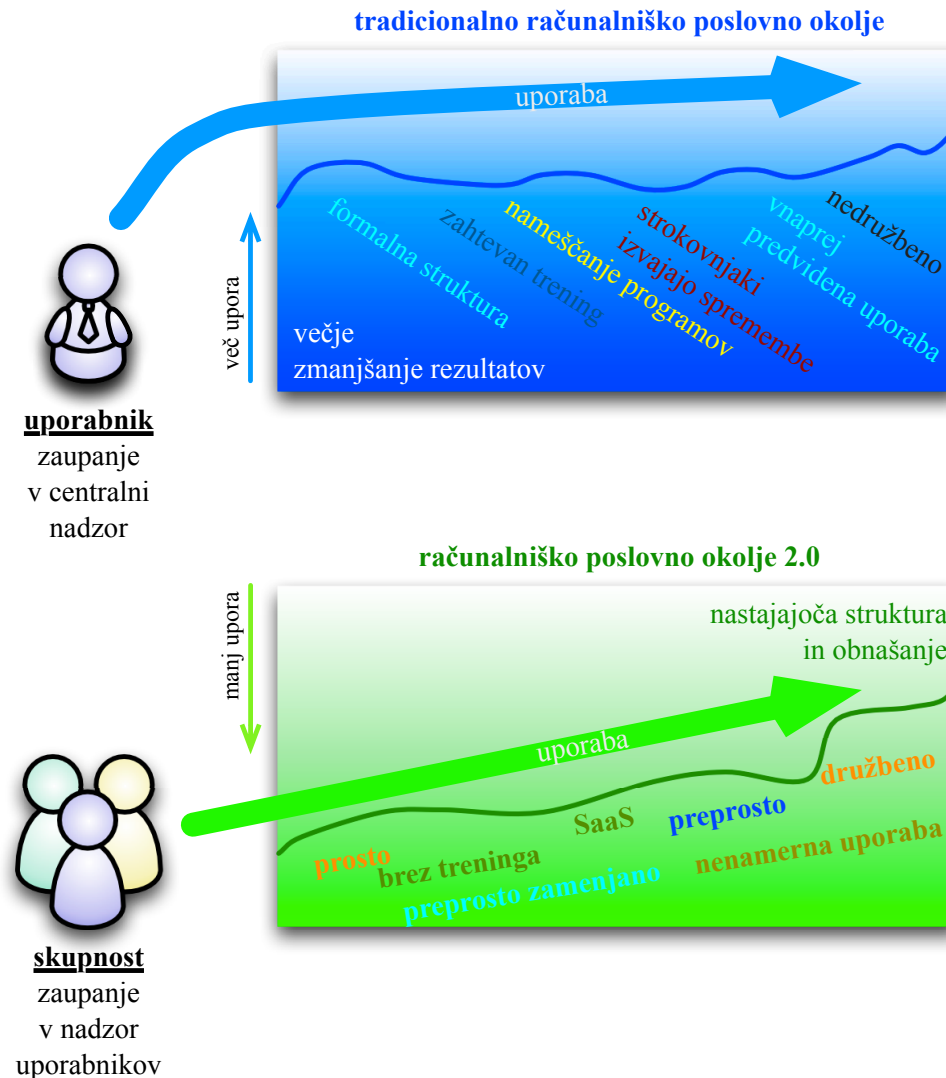 tradicionalno računalniško poslovno okolje
uporaba
formalna struktura
zahtevan trening
nameščanje programov
strokovnjaki
izvajajo spremembe
vnaprej
predvidena uporaba
nedružbeno
več upora
večje
zmanjšanje rezultatov
uporabnik
zaupanje
v centralni
nadzor
računalniško poslovno okolje 2.0
manj upora
nastajajoča struktura
in obnašanje
uporaba
prosto
brez treninga
SaaS
preprosto
družbeno
preprosto zamenjano
nenamerna uporaba
skupnost
zaupanje
v nadzor
uporabnikov